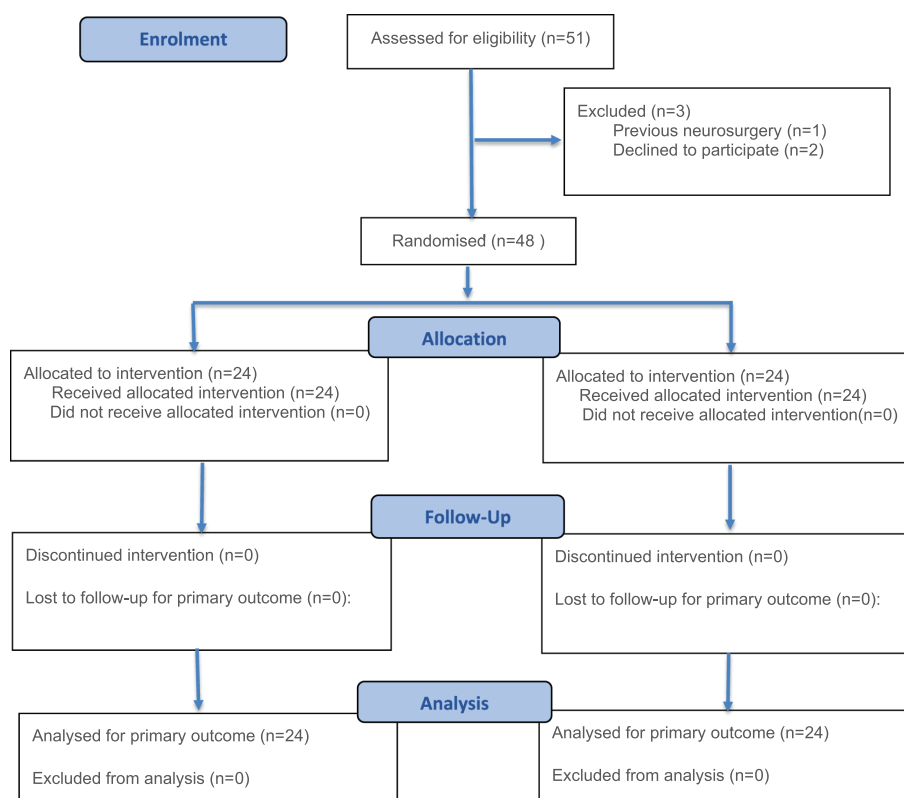 Enrolment
Assessed for eligibility (n=51)
Excluded (n=3)
Previous neurosurgery (n=1)
Declined to participate (n=2)
Randomised (n=48 )
Allocation
Allocated to intervention (n=24)
Received allocated intervention (n=24)
Did not receive allocated intervention (n=0)
Allocated to intervention (n=24)
Received allocated intervention (n=24)
Did not receive allocated intervention(n=0)
Follow-Up
Discontinued intervention (n=0)
Lost to follow-up for primary outcome (n=0):
Discontinued intervention (n=0)
Lost to follow-up for primary outcome (n=0):
Analysis
Analysed for primary outcome (n=24)
Excluded from analysis (n=0)
Analysed for primary outcome (n=24)
Excluded from analysis (n=0)